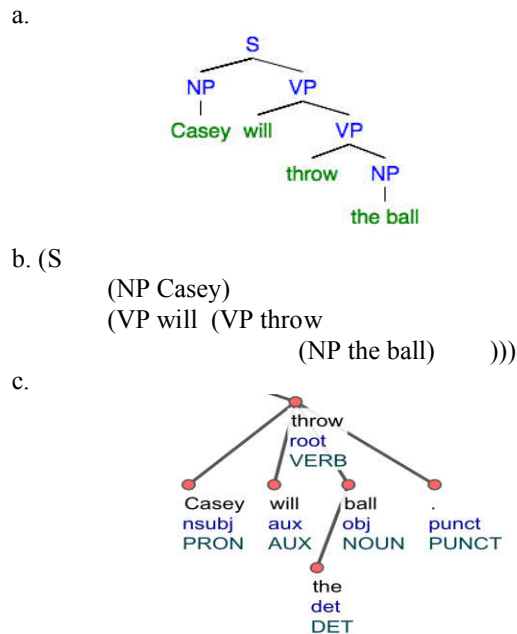 a.
S
NP VP
Casey will VP
throw NP
the ball
b. (S
(NP Casey)
(VP will (VP throw
(NP the ball) )))
c.
throw
root
VERB
Casey will ball .
nsubj aux obj punct
PRON AUX NOUN PUNCT
the
det
DET